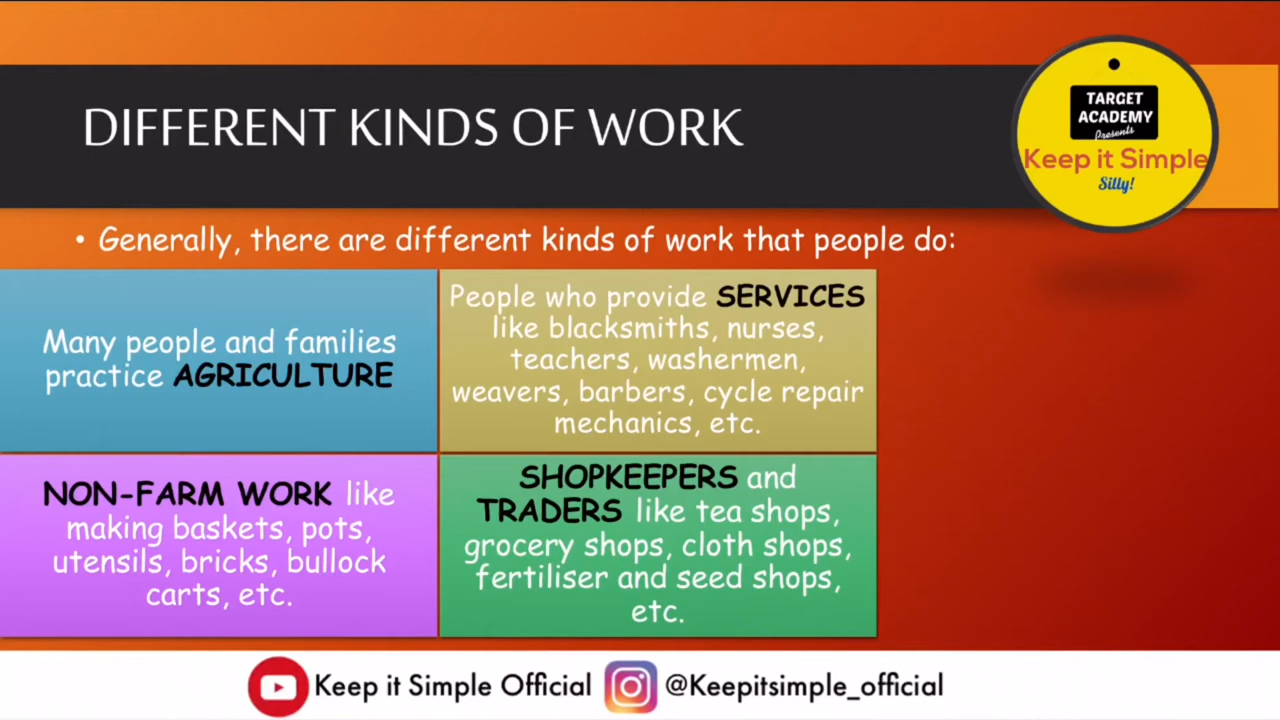 DIFFERENT KINDS OF WORK
TARGET
ACADEMY
Presents
Keep it Simple
Silly!
• Generally, there are different kinds of work that people do:
Many people and families
practice AGRICULTURE
People who provide SERVICES
like blacksmiths, nurses,
teachers, washermen,
weavers, barbers, cycle repair
mechanics, etc.
NON-FARM WORK like
making baskets, pots,
utensils, bricks, bullock
carts, etc.
SHOPKEEPERS and
TRADERS like tea shops,
grocery shops, cloth shops,
fertiliser and seed shops,
etc.
Keep it Simple Official @Keepitsimple_official